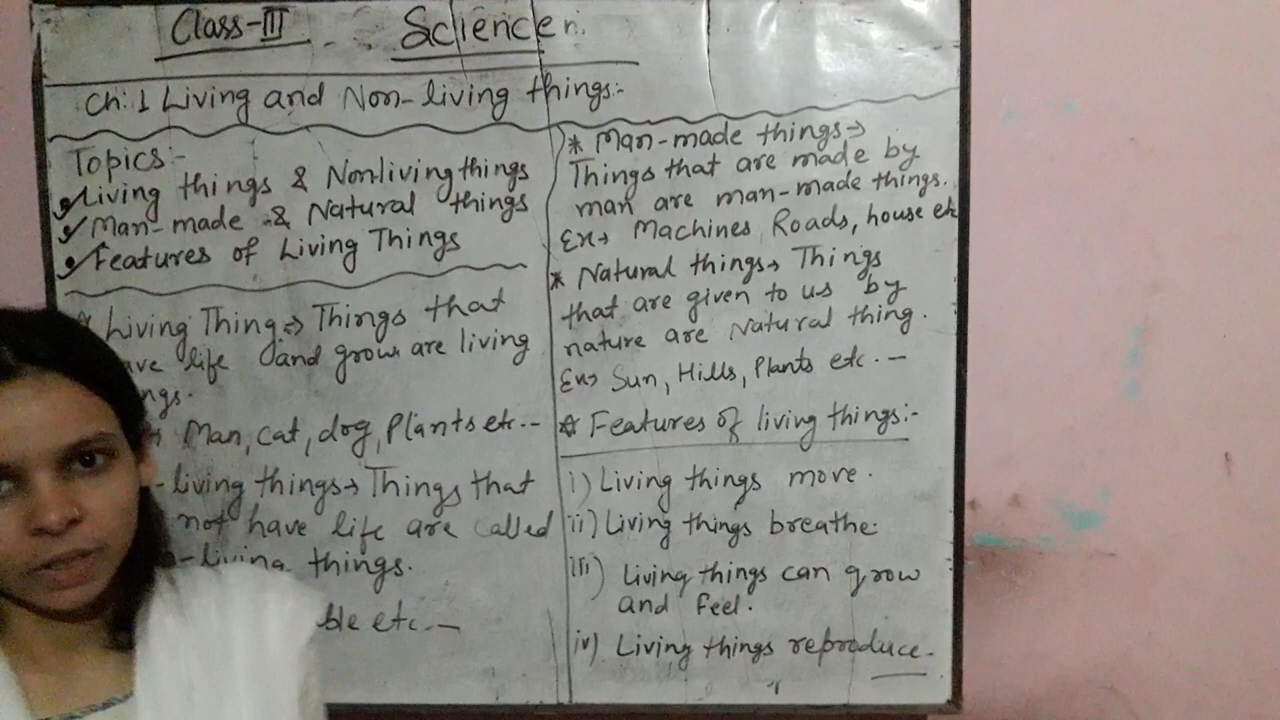 Class-III Science
Ch:1 Living and Non-living things:-
Topics:-
Living things & Nonliving things
Man-made & Natural things
Features of Living Things
Living Thing⇒ Things that
ave life and grow are living
ngs.
Man, cat, dog, Plants etc.--
-living things→ Things that
not have life are called
-living things.
ble etc.—
* Man-made things→
Things that are made by
man are man-made things.
Ex→ Machines, Roads, house etc
* Natural things→ Things
that are given to us by
nature are Natural thing.
Ex→ Sun, Hills, Plants etc.—
* Features of living things:-
i) Living things move.
ii) Living things breathe.
iii) Living things can grow
and feel.
iv) Living things reproduce.